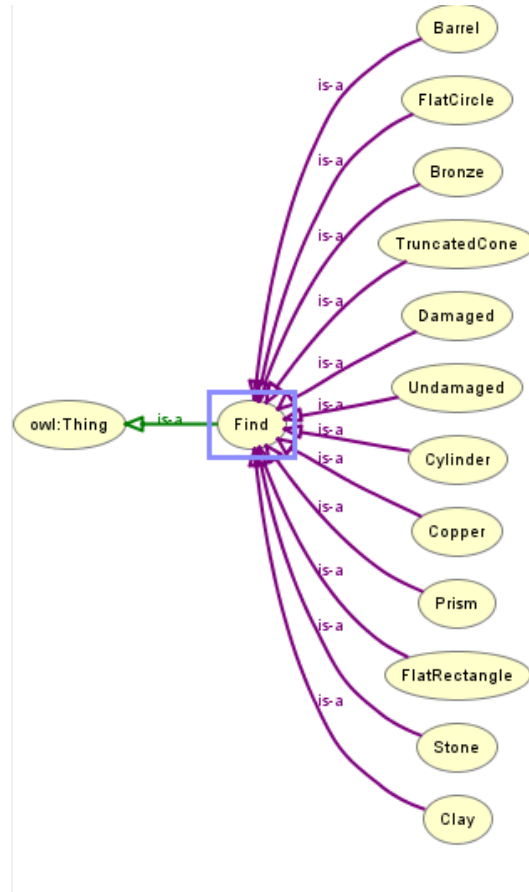 Barrel
is-a
FlatCircle
is-a
Bronze
is-a
TruncatedCone
is-a
Damaged
is-a
Undamaged
is-a
owl:Thing
is-a
Find
is-a
Cylinder
is-a
Copper
is-a
Prism
is-a
FlatRectangle
is-a
Stone
is-a
Clay